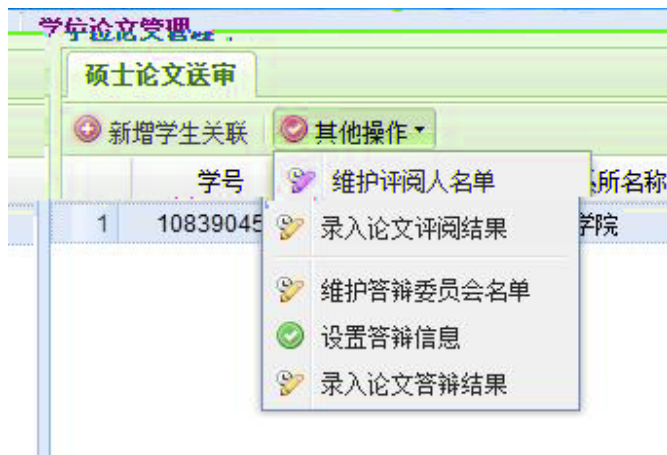 学位论文管理
硕士论文送审
新增学生关联 其他操作
学号 所名称
维护评阅人名单
1 10839045 学院
录入论文评阅结果
维护答辩委员会名单
设置答辩信息
录入论文答辩结果